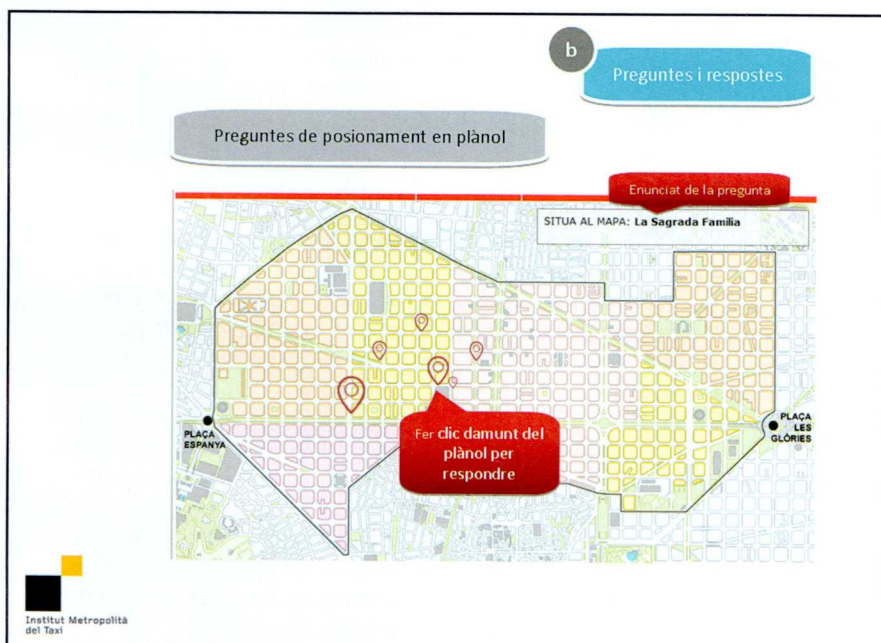 b
Preguntes i respostes
Preguntes de posionament en plànol
Enunciat de la pregunta
SITUA AL MAPA: La Sagrada Família
PLAÇA
ESPANYA
PLAÇA
LES
GLÒRIES
Fer clic damunt del
plànol per
respondre
Institut Metropolità
del Taxi